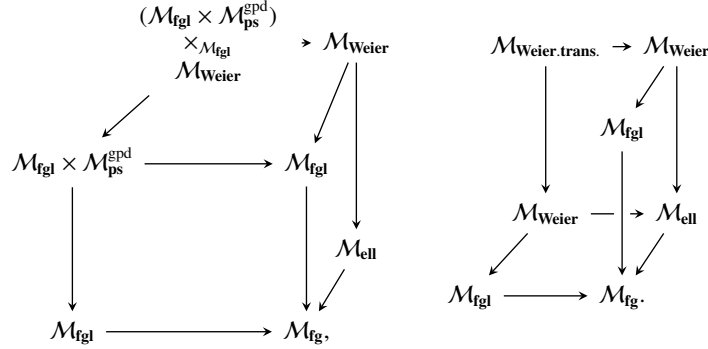 (M_fgl × M_ps^gpd)
×_{M_fgl} → M_Weier
M_Weier
M_Weier.trans. → M_Weier
M_fgl
M_fgl × M_ps^gpd → M_fgl
M_Weier → M_ell
M_ell
M_fgl → M_fg.
M_fgl → M_fg,